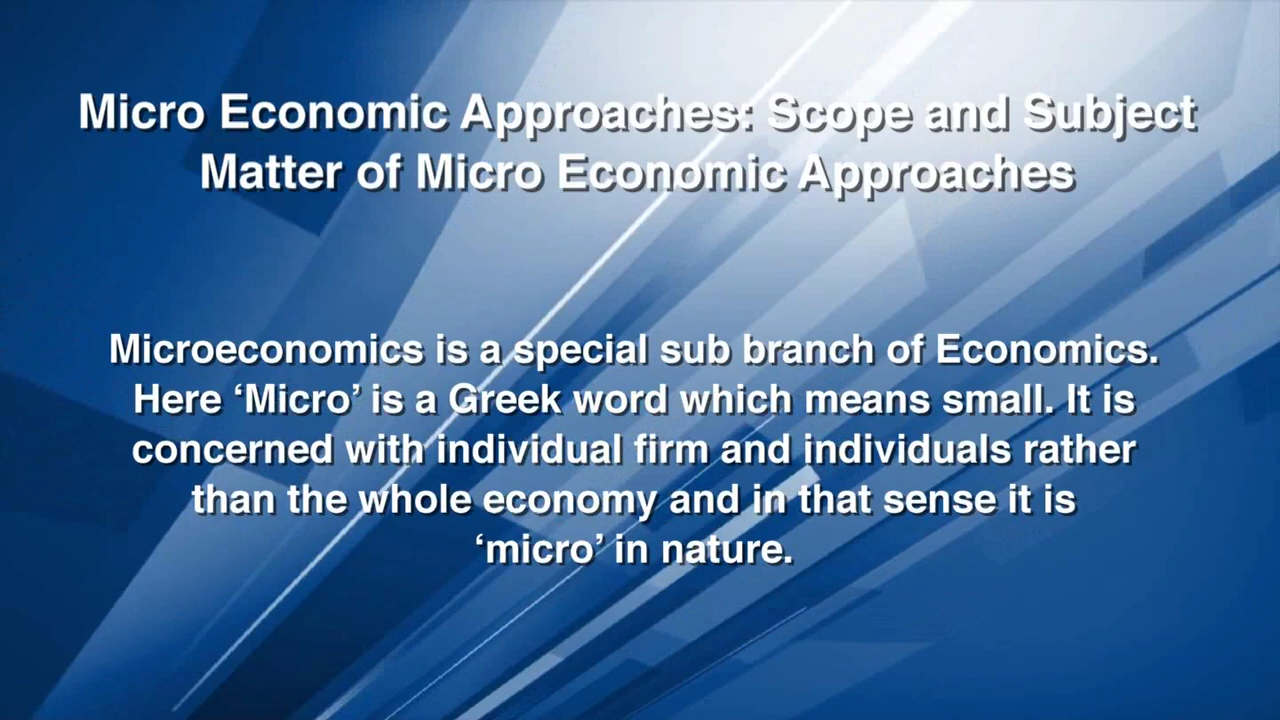 Micro Economic Approaches: Scope and Subject
Matter of Micro Economic Approaches
Microeconomics is a special sub branch of Economics.
Here ‘Micro’ is a Greek word which means small. It is
concerned with individual firm and individuals rather
than the whole economy and in that sense it is
‘micro’ in nature.